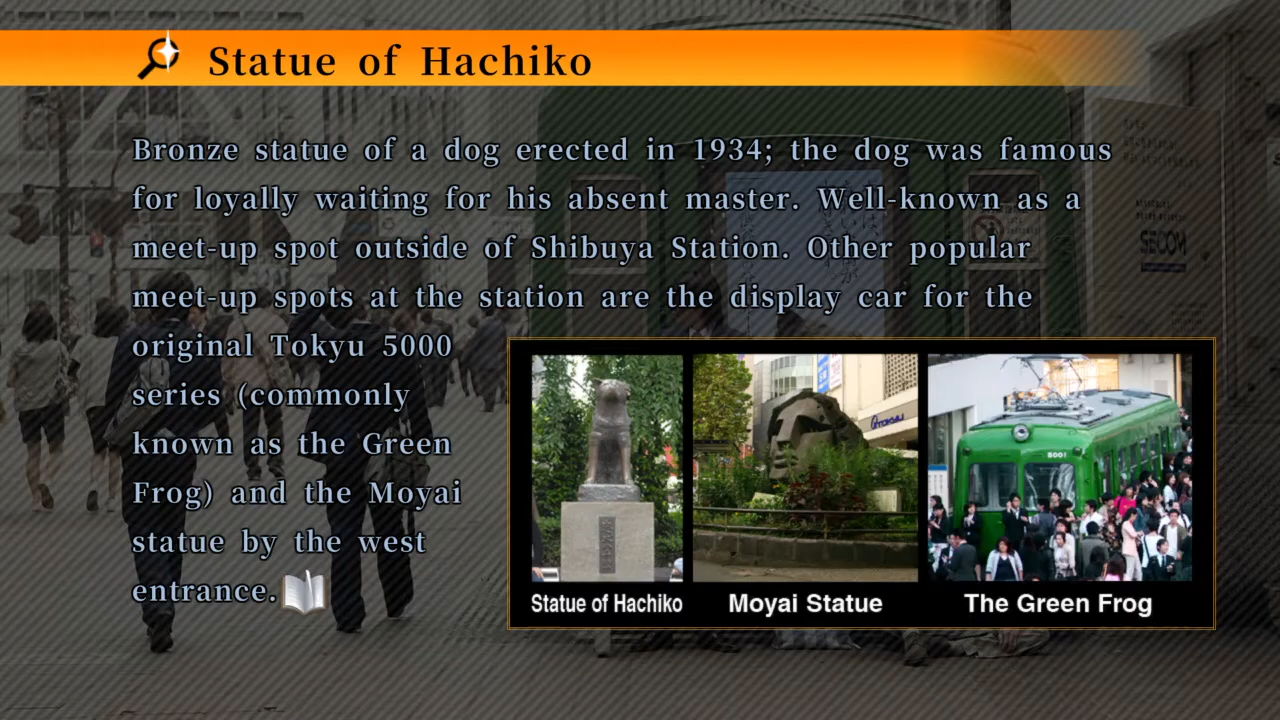 Statue of Hachiko
Bronze statue of a dog erected in 1934; the dog was famous
for loyally waiting for his absent master. Well-known as a
meet-up spot outside of Shibuya Station. Other popular
meet-up spots at the station are the display car for the
original Tokyu 5000
series (commonly
known as the Green
Frog) and the Moyai
statue by the west
entrance.
SECOM
5001
Statue of Hachiko
Moyai Statue
The Green Frog